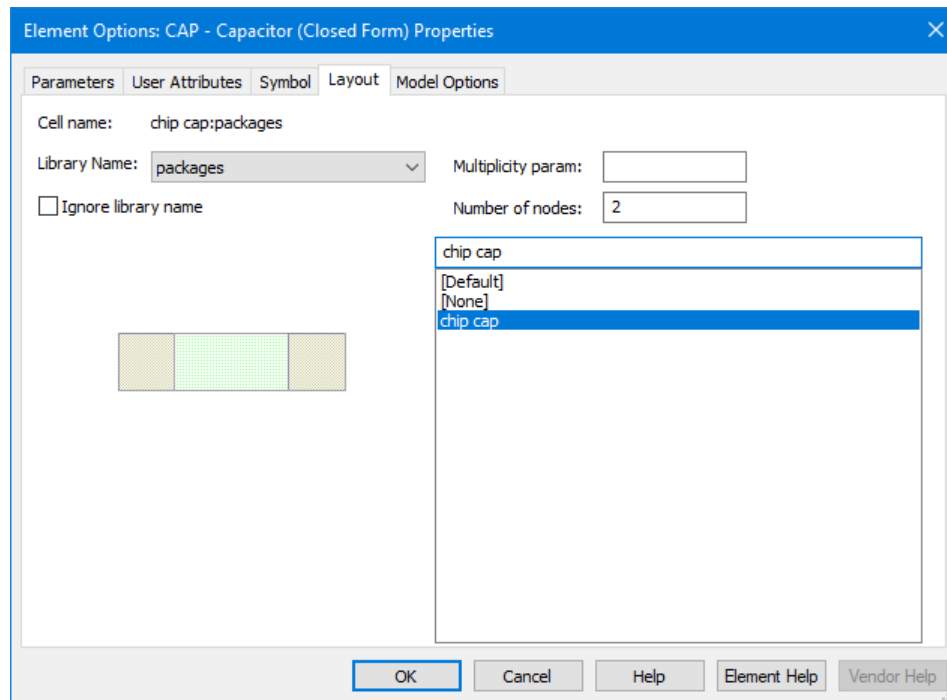 Element Options: CAP - Capacitor (Closed Form) Properties
Parameters User Attributes Symbol Layout Model Options
Cell name: chip cap:packages
Library Name: packages
Multiplicity param:
Ignore library name
Number of nodes: 2
chip cap
[Default]
[None]
chip cap
OK Cancel Help Element Help Vendor Help